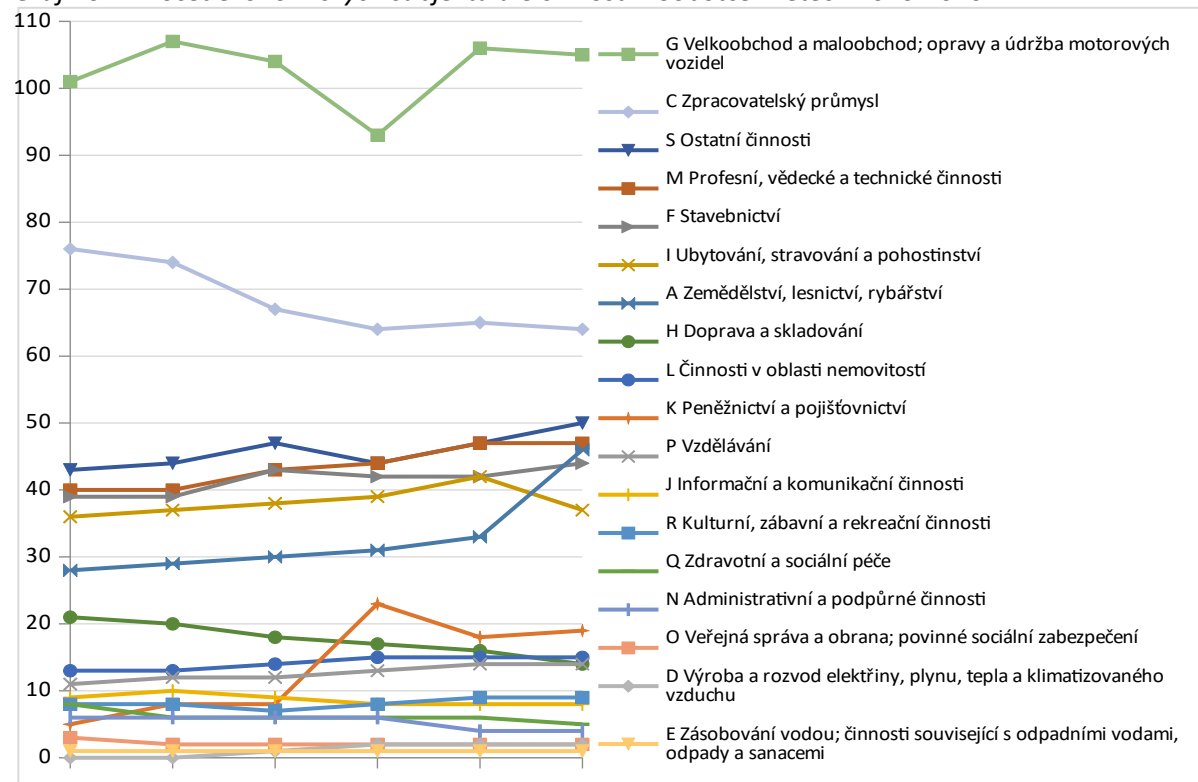 110
100
90
80
70
60
50
40
30
20
10
0
G Velkoobchod a maloobchod; opravy a údržba motorových
vozidel
C Zpracovatelský průmysl
S Ostatní činnosti
M Profesní, vědecké a technické činnosti
F Stavebnictví
I Ubytování, stravování a pohostinství
A Zemědělství, lesnictví, rybářství
H Doprava a skladování
L Činnosti v oblasti nemovitostí
K Peněžnictví a pojišťovnictví
P Vzdělávání
J Informační a komunikační činnosti
R Kulturní, zábavní a rekreační činnosti
Q Zdravotní a sociální péče
N Administrativní a podpůrné činnosti
O Veřejná správa a obrana; povinné sociální zabezpečení
D Výroba a rozvod elektřiny, plynu, tepla a klimatizovaného
vzduchu
E Zásobování vodou; činnosti související s odpadními vodami,
odpady a sanacemi